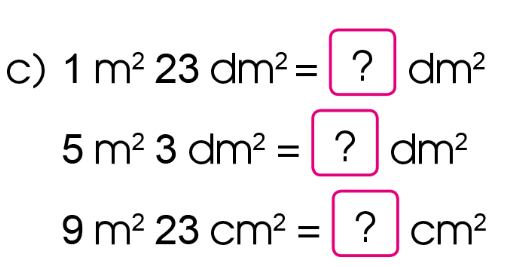 c) 1 m² 23 dm² = ? dm²
5 m² 3 dm² = ? dm²
9 m² 23 cm² = ? cm²